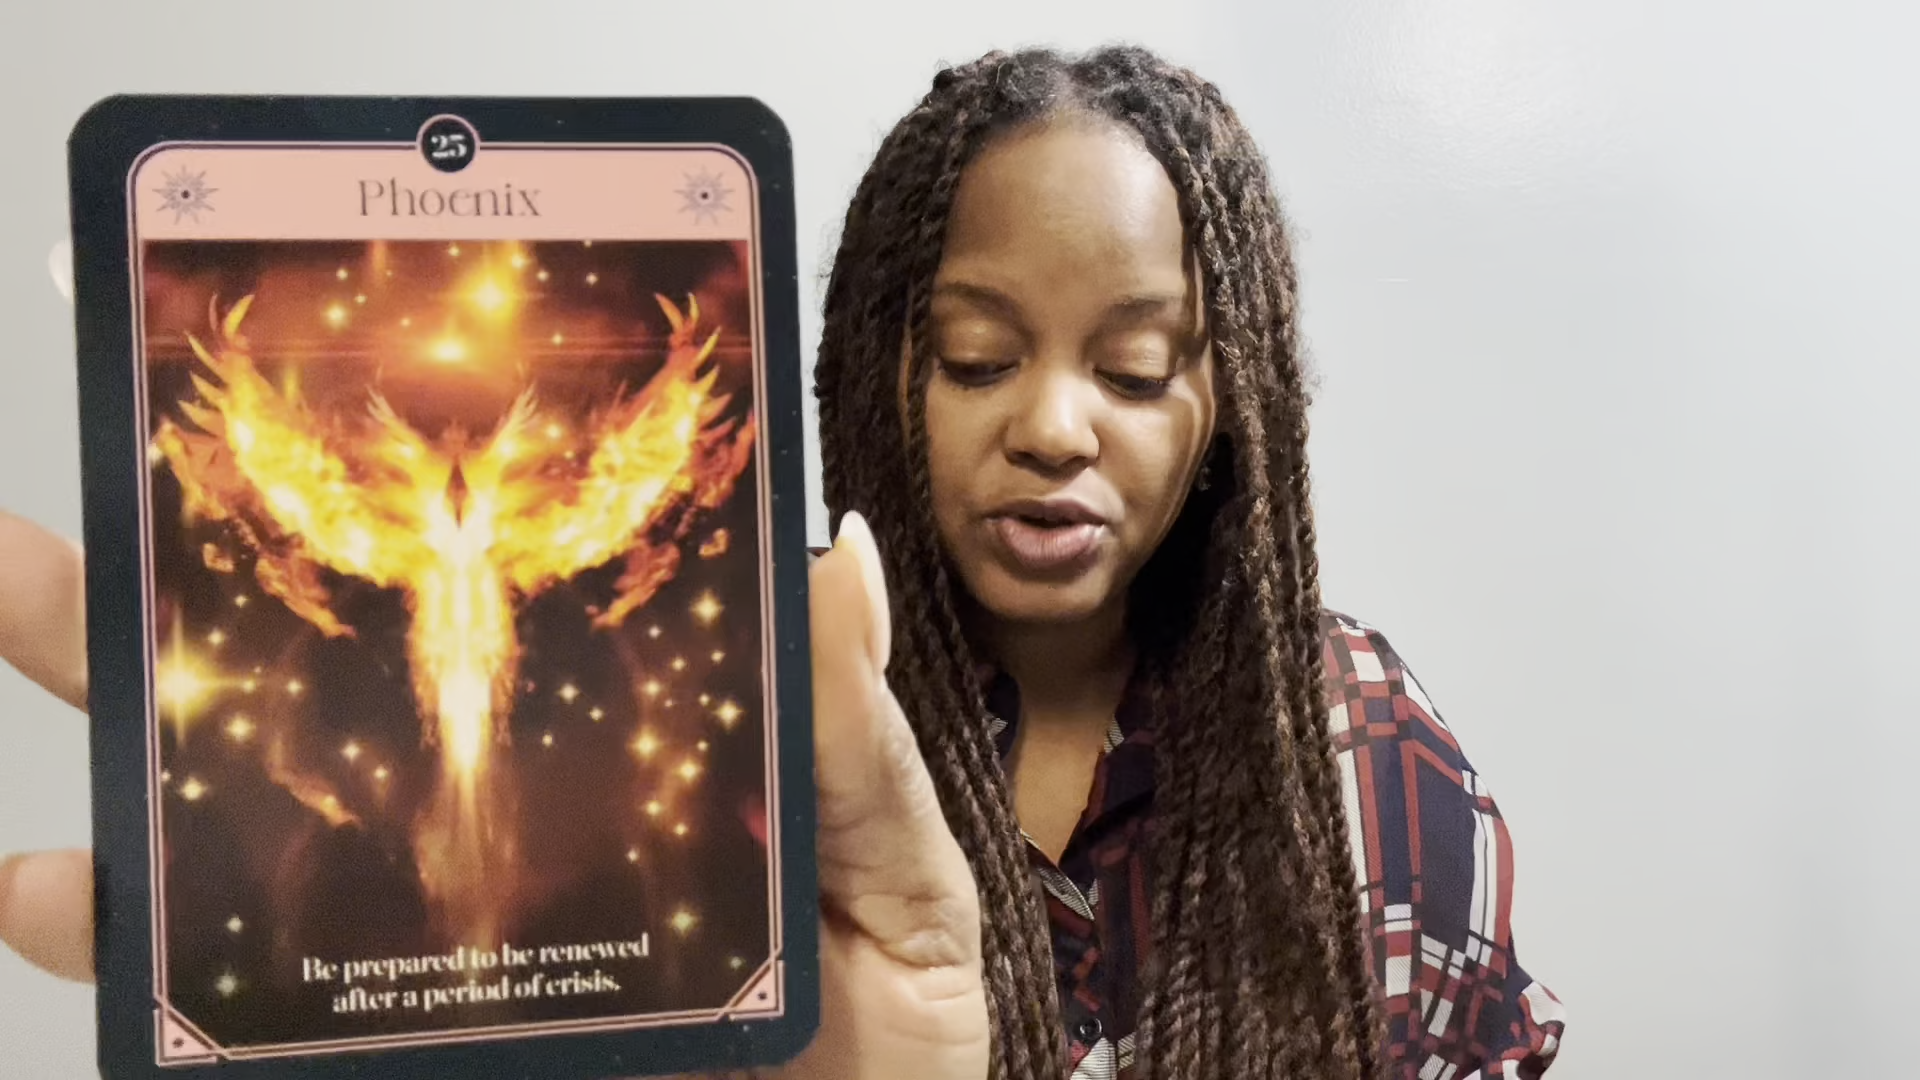 25
Phoenix
Be prepared to be renewed
after a period of crisis.